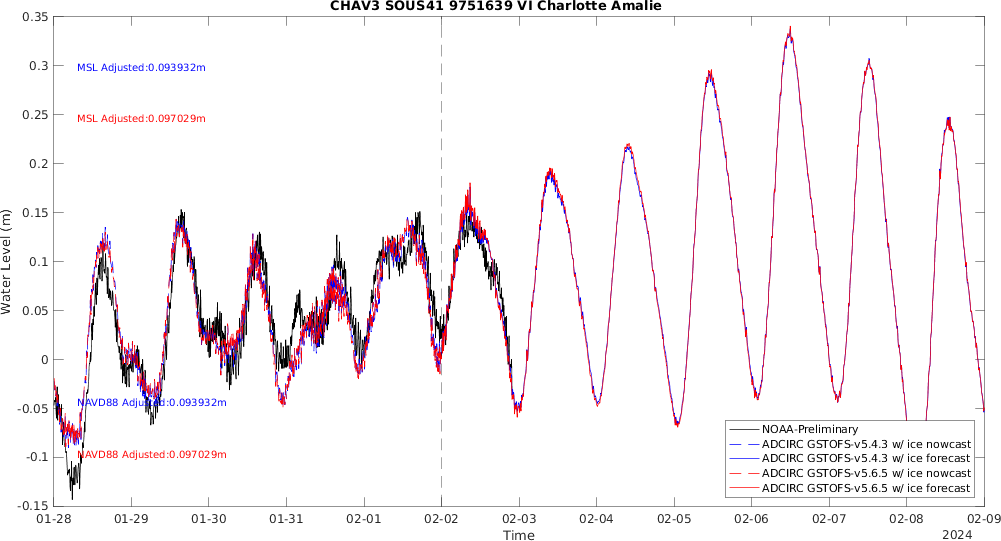 CHAV3 SOUS41 9751639 VI Charlotte Amalie
0.35
0.3
0.25
0.2
0.15
0.1
0.05
0
-0.05
-0.1
-0.15
Water Level (m)
MSL Adjusted:0.093932m
MSL Adjusted:0.097029m
NAVD88 Adjusted:0.093932m
NAVD88 Adjusted:0.097029m
NOAA-Preliminary
ADCIRC GSTOFS-v5.4.3 w/ ice nowcast
ADCIRC GSTOFS-v5.4.3 w/ ice forecast
ADCIRC GSTOFS-v5.6.5 w/ ice nowcast
ADCIRC GSTOFS-v5.6.5 w/ ice forecast
01-28 01-29 01-30 01-31 02-01 02-02 02-03 02-04 02-05 02-06 02-07 02-08 02-09
Time
2024